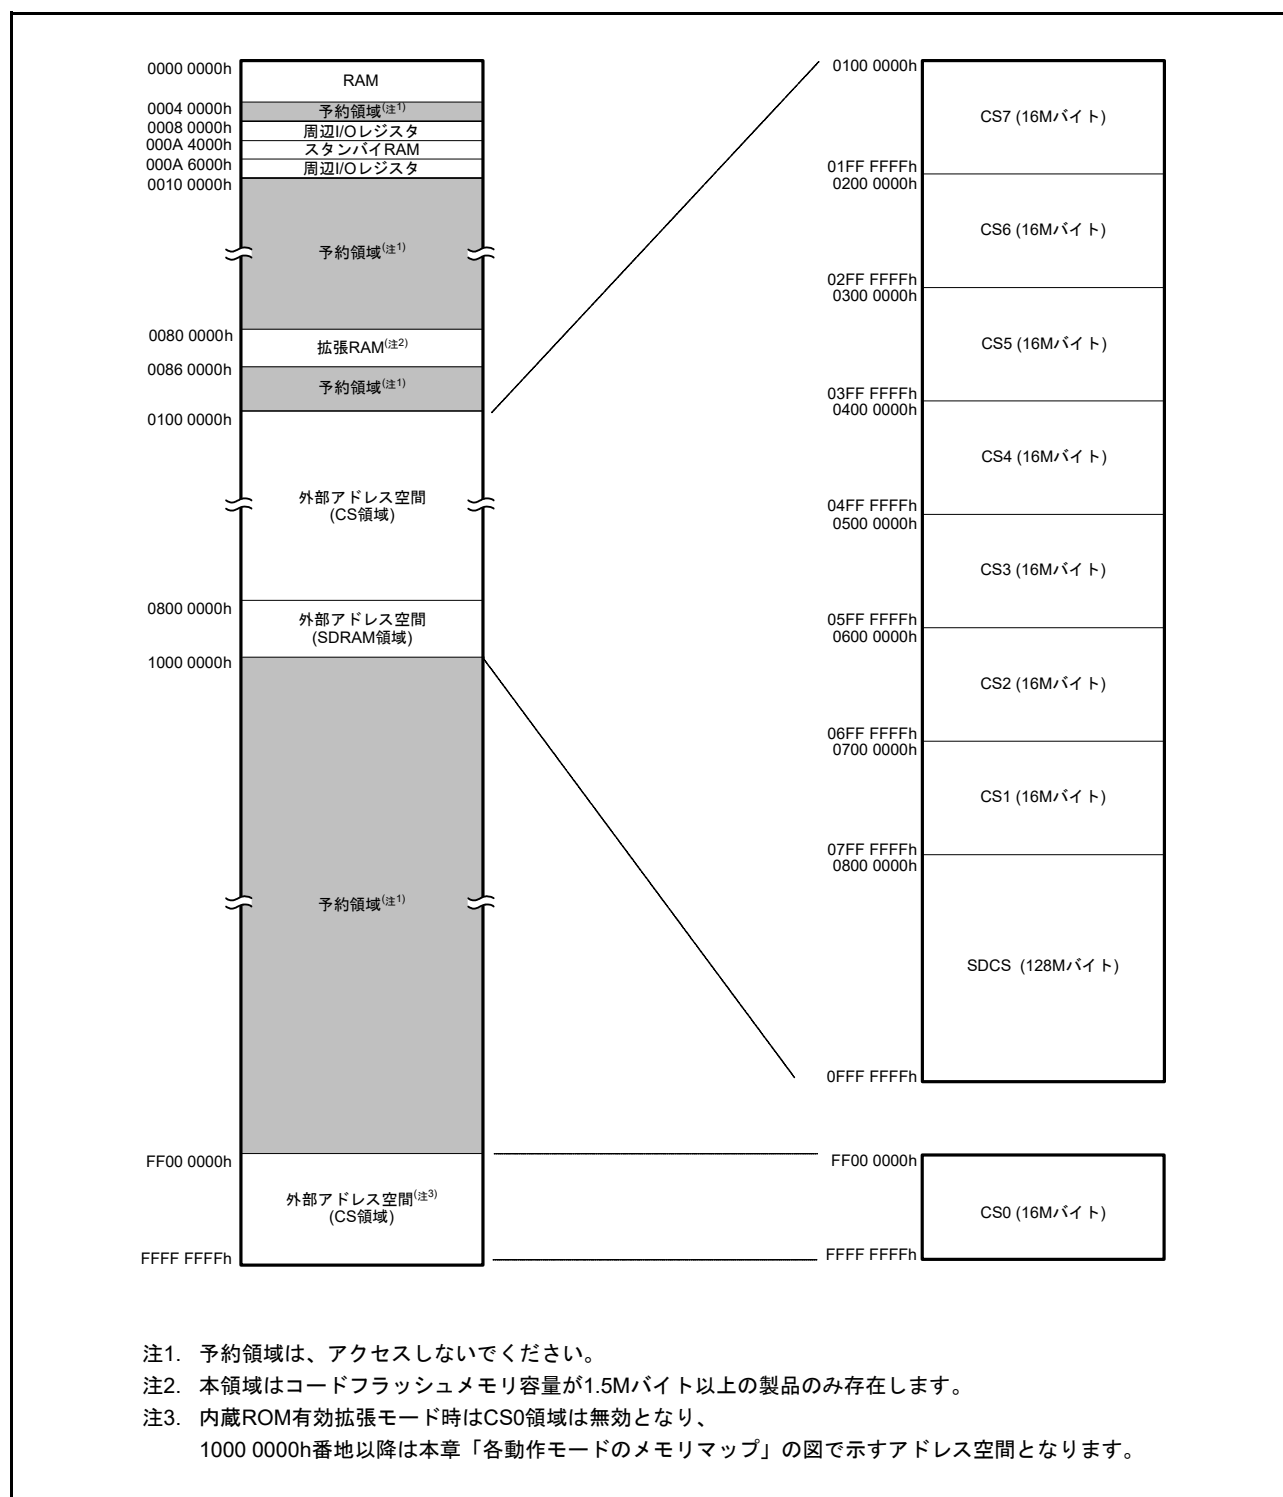 0000 0000h
RAM
0004 0000h
予約領域(注1)
0008 0000h
周辺I/Oレジスタ
000A 4000h
スタンバイRAM
000A 6000h
周辺I/Oレジスタ
0010 0000h
予約領域(注1)
0080 0000h
拡張RAM(注2)
0086 0000h
予約領域(注1)
0100 0000h
外部アドレス空間
(CS領域)
0800 0000h
外部アドレス空間
(SDRAM領域)
1000 0000h
予約領域(注1)
FF00 0000h
外部アドレス空間(注3)
(CS領域)
FFFF FFFFh
0100 0000h
CS7 (16Mバイト)
01FF FFFFh
0200 0000h
CS6 (16Mバイト)
02FF FFFFh
0300 0000h
CS5 (16Mバイト)
03FF FFFFh
0400 0000h
CS4 (16Mバイト)
04FF FFFFh
0500 0000h
CS3 (16Mバイト)
05FF FFFFh
0600 0000h
CS2 (16Mバイト)
06FF FFFFh
0700 0000h
CS1 (16Mバイト)
07FF FFFFh
0800 0000h
SDCS (128Mバイト)
0FFF FFFFh
FF00 0000h
CS0 (16Mバイト)
FFFF FFFFh
注1. 予約領域は、アクセスしないでください。
注2. 本領域はコードフラッシュメモリ容量が1.5Mバイト以上の製品のみ存在します。
注3. 内蔵ROM有効拡張モード時はCS0領域は無効となり、
1000 0000h番地以降は本章「各動作モードのメモリマップ」の図で示すアドレス空間となります。